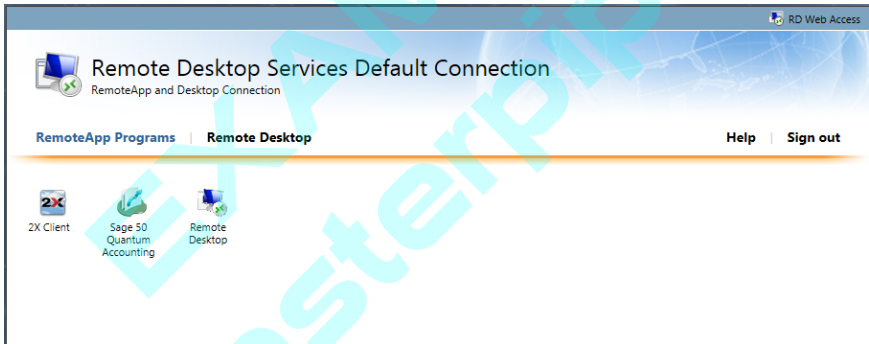 RD Web Access
Remote Desktop Services Default Connection
RemoteApp and Desktop Connection
RemoteApp Programs | Remote Desktop
Help | Sign out
2X
2X Client
Sage 50
Quantum
Accounting
Remote
Desktop